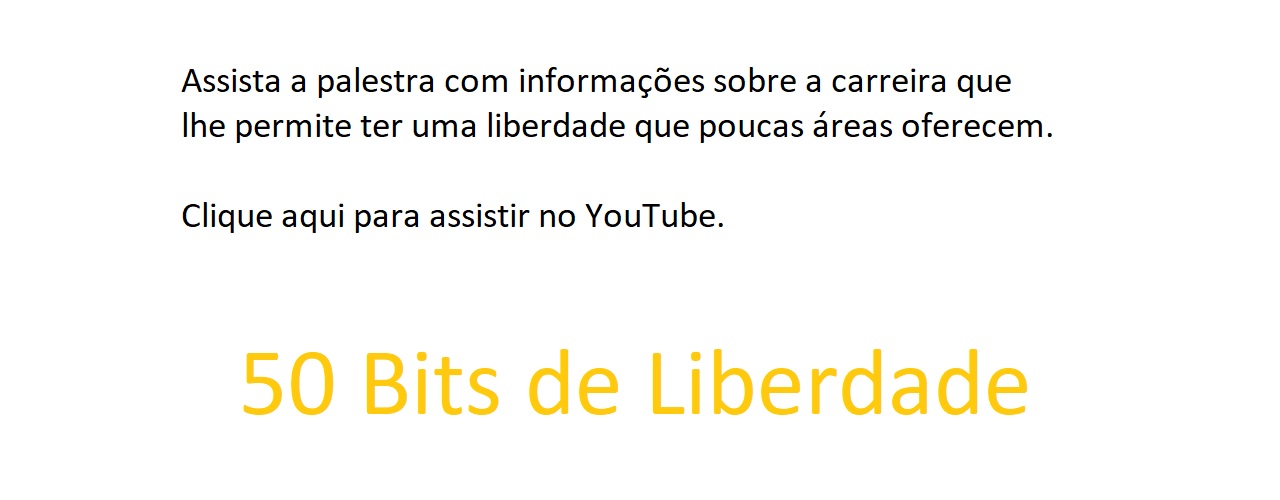 Assista a palestra com informações sobre a carreira que
lhe permite ter uma liberdade que poucas áreas oferecem.
Clique aqui para assistir no YouTube.
50 Bits de Liberdade